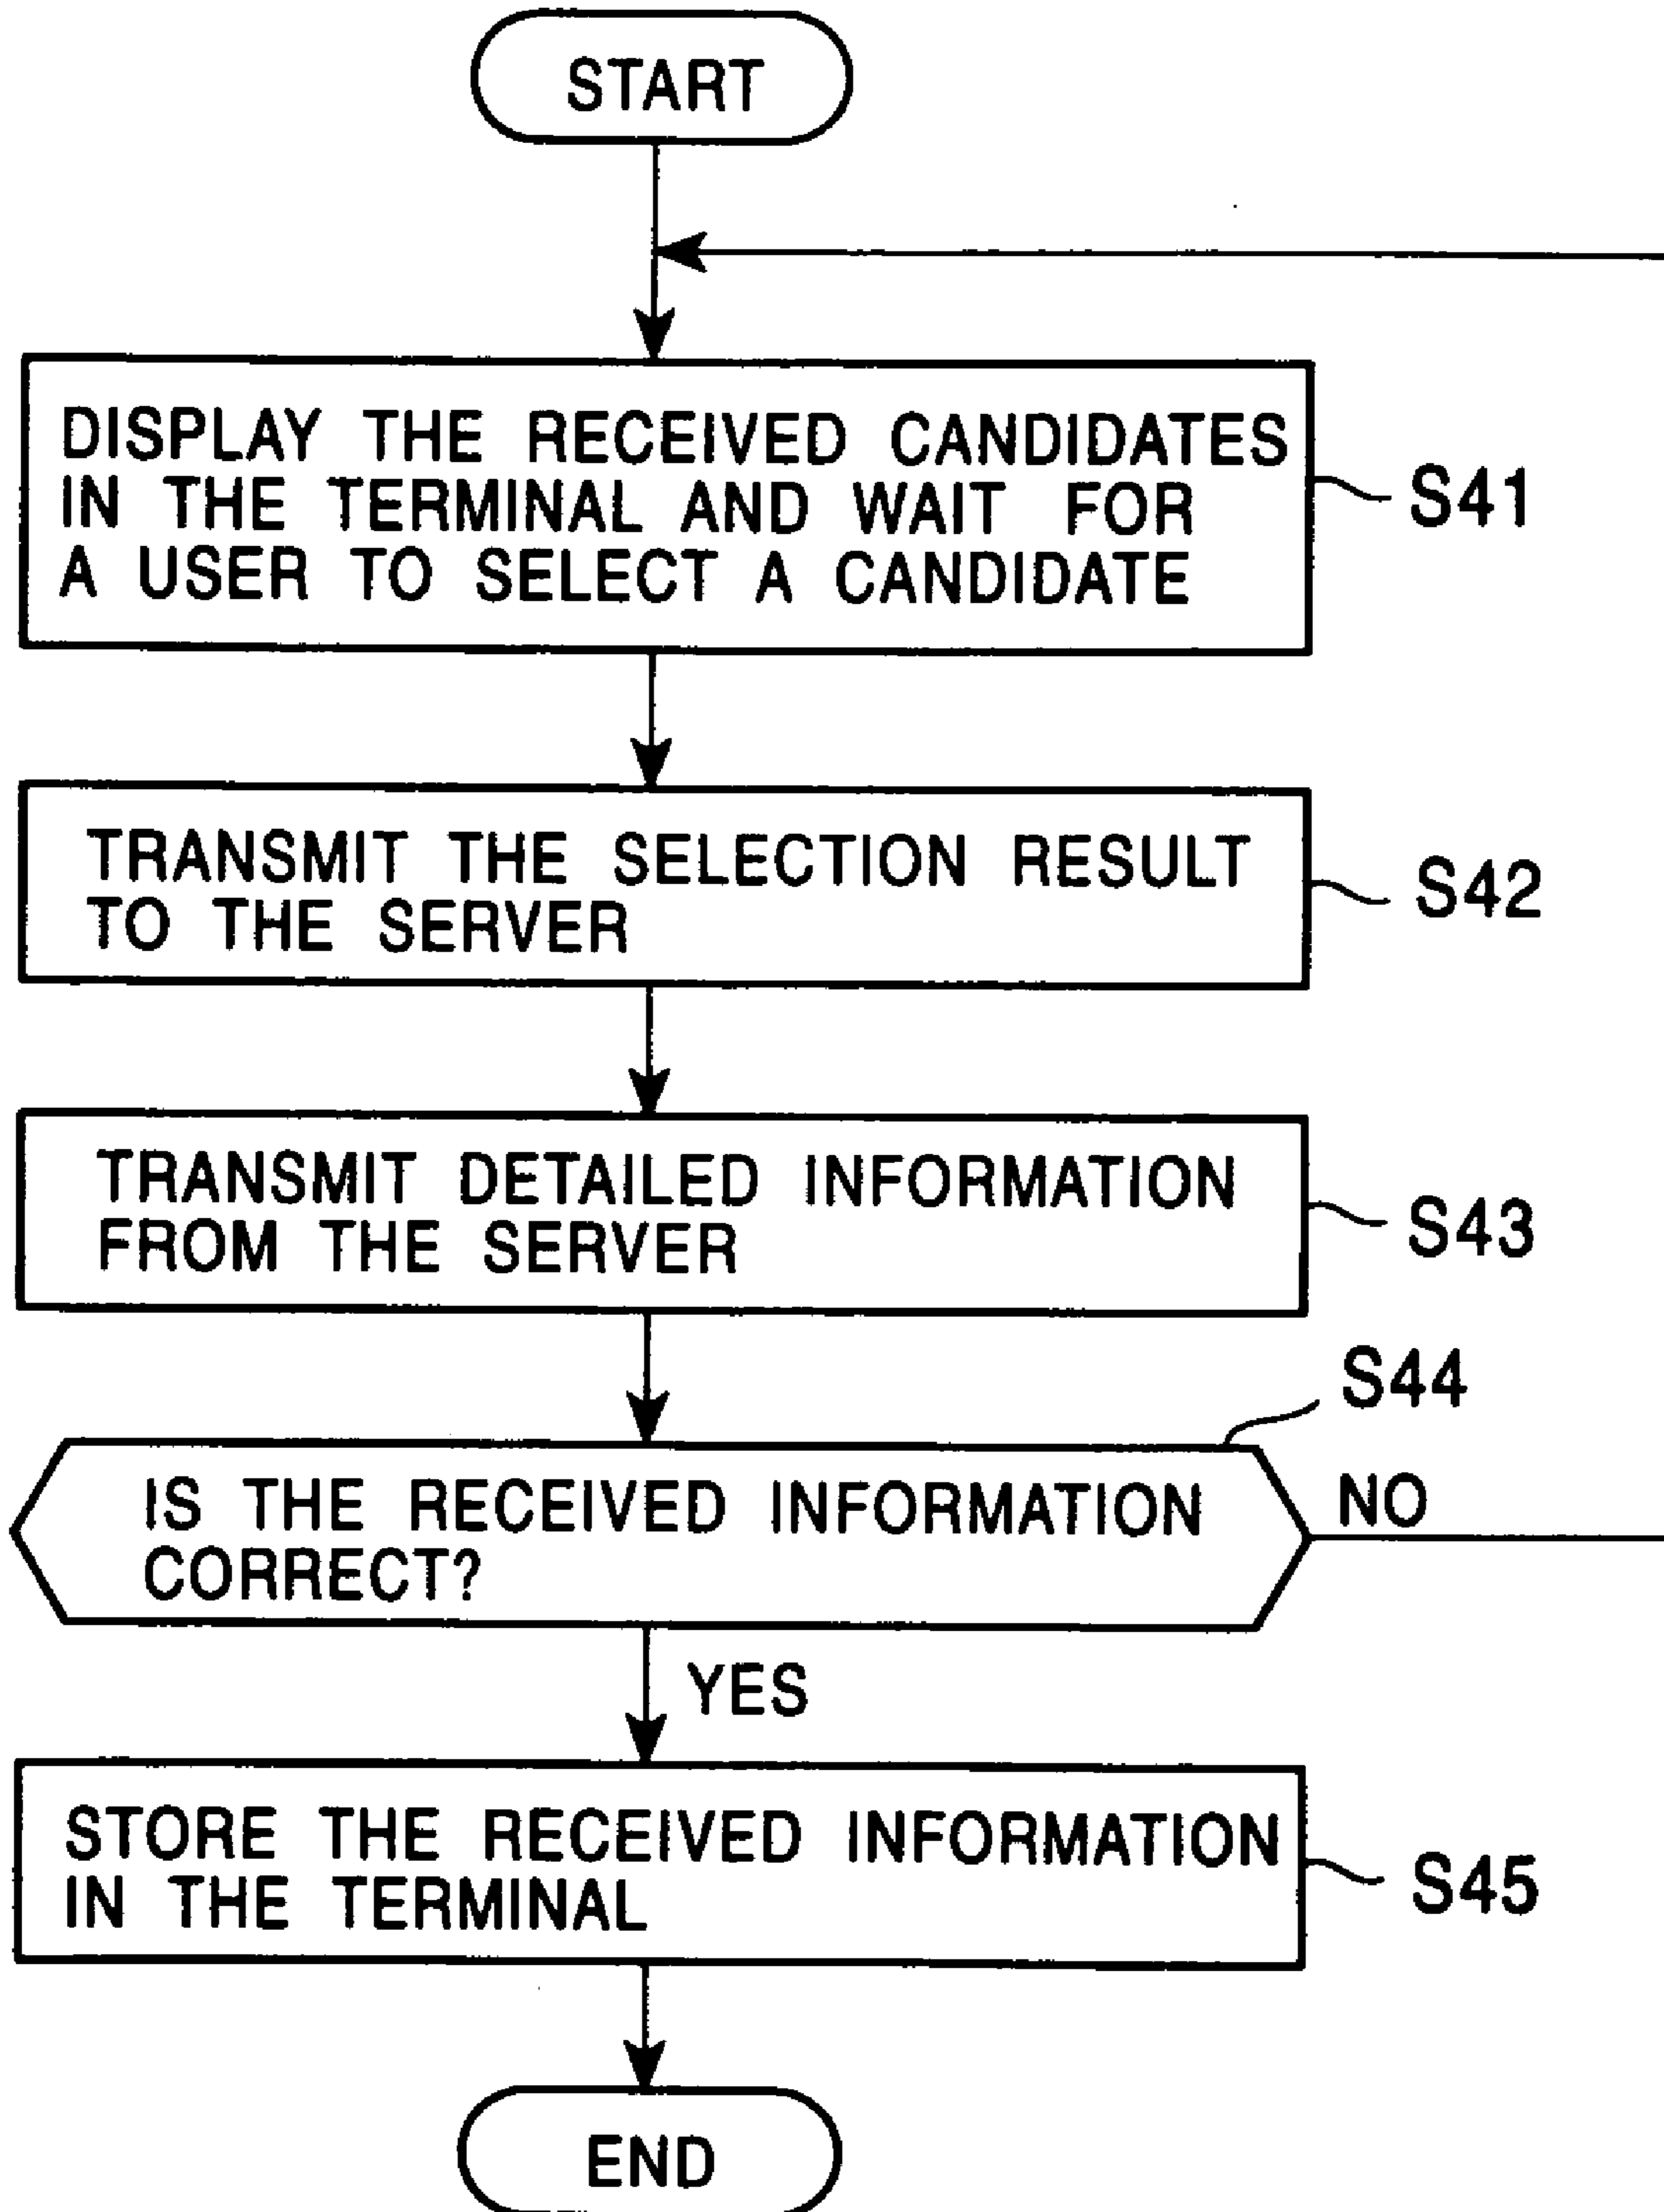 START
DISPLAY THE RECEIVED CANDIDATES
IN THE TERMINAL AND WAIT FOR
A USER TO SELECT A CANDIDATE
S41
TRANSMIT THE SELECTION RESULT
TO THE SERVER
S42
TRANSMIT DETAILED INFORMATION
FROM THE SERVER
S43
S44
IS THE RECEIVED INFORMATION
CORRECT?
NO
YES
STORE THE RECEIVED INFORMATION
IN THE TERMINAL
S45
END